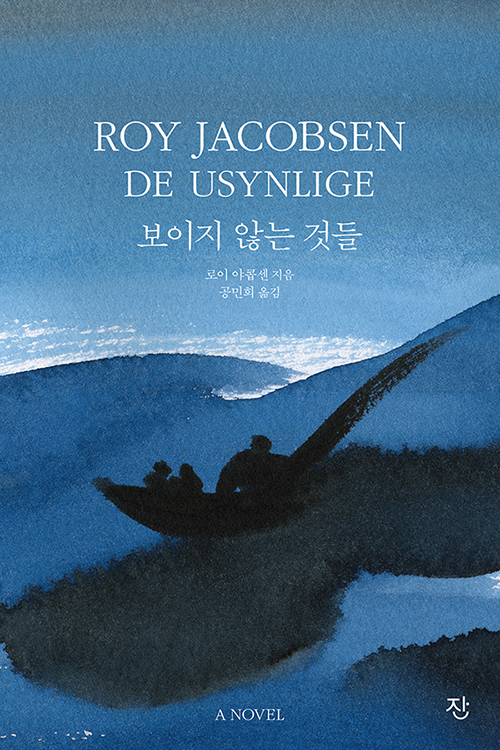 ROY JACOBSEN
DE USYNLIGE
보이지 않는 것들
로이 야콥센 지음
공민희 옮김
A NOVEL
잔